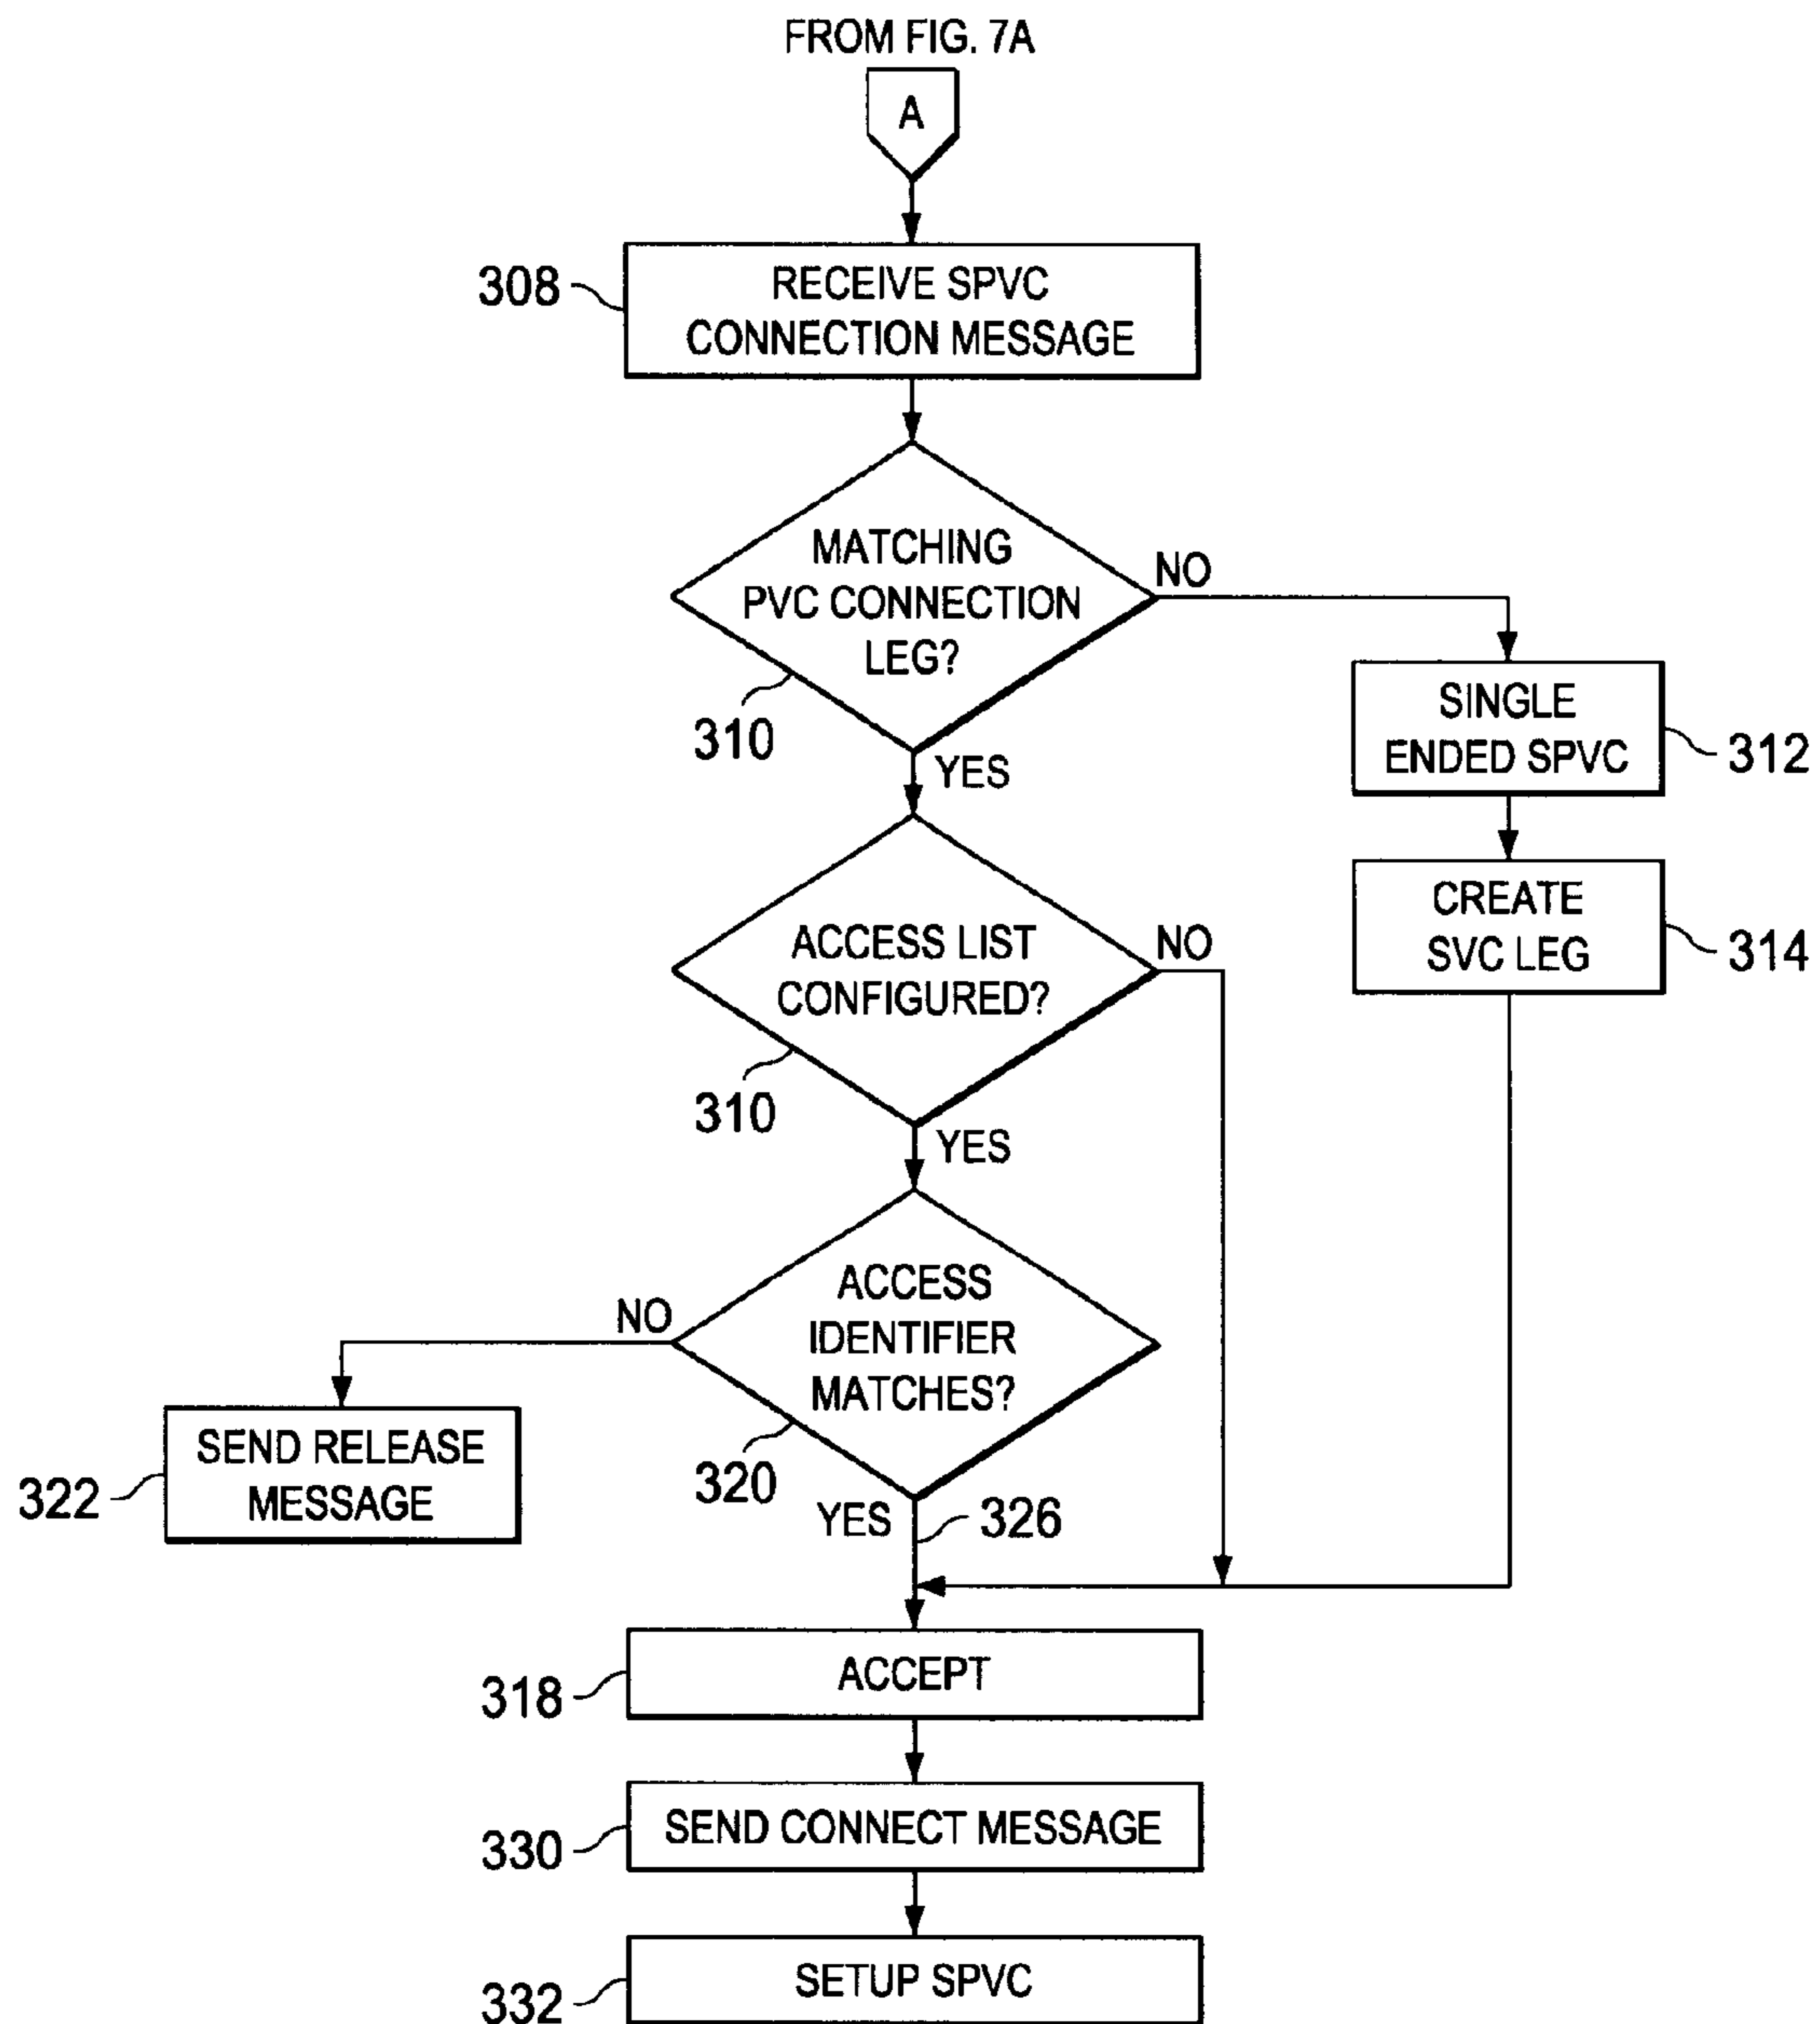 FROM FIG. 7A
A
308
RECEIVE SPVC
CONNECTION MESSAGE
MATCHING
PVC CONNECTION
LEG?
NO
310
YES
SINGLE
ENDED SPVC
312
CREATE
SVC LEG
314
ACCESS LIST
CONFIGURED?
NO
310
YES
ACCESS
IDENTIFIER
MATCHES?
NO
320
SEND RELEASE
MESSAGE
322
YES
326
318
ACCEPT
330
SEND CONNECT MESSAGE
332
SETUP SPVC